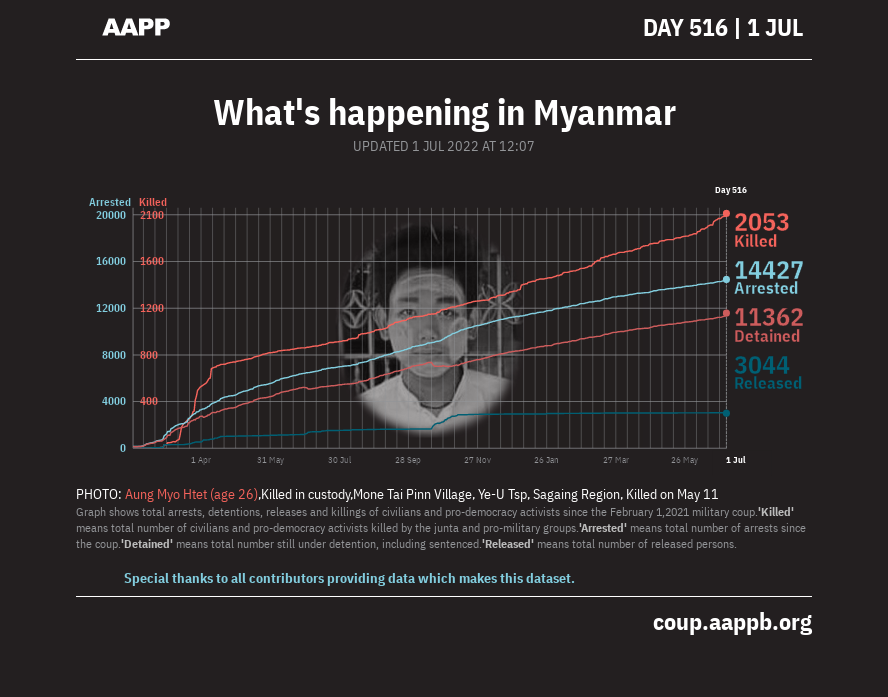 AAPP
DAY 516 | 1 JUL
What's happening in Myanmar
UPDATED 1 JUL 2022 AT 12:07
Day 516
Arrested Killed
20000 2100
16000 1600
12000 1200
8000 800
4000 400
0
2053
Killed
14427
Arrested
11362
Detained
3044
Released
1 Apr 31 May 30 Jul 28 Sep 27 Nov 26 Jan 27 Mar 26 May 1 Jul
PHOTO: Aung Myo Htet (age 26),Killed in custody,Mone Tai Pinn Village, Ye-U Tsp, Sagaing Region, Killed on May 11
Graph shows total arrests, detentions, releases and killings of civilians and pro-democracy activists since the February 1,2021 military coup.'Killed'
means total number of civilians and pro-democracy activists killed by the junta and pro-military groups.'Arrested' means total number of arrests since
the coup.'Detained' means total number still under detention, including sentenced.'Released' means total number of released persons.
Special thanks to all contributors providing data which makes this dataset.
coup.aappb.org